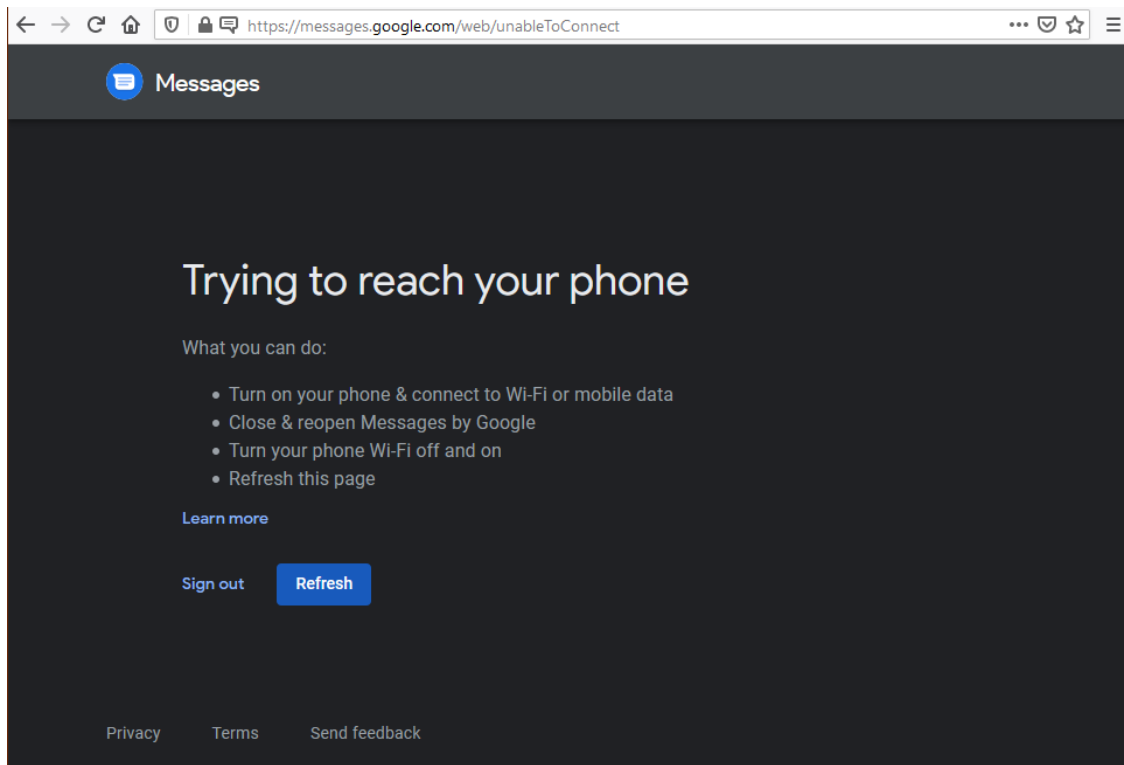 https://messages.google.com/web/unableToConnect
Messages
Trying to reach your phone
What you can do:
• Turn on your phone & connect to Wi-Fi or mobile data
• Close & reopen Messages by Google
• Turn your phone Wi-Fi off and on
• Refresh this page
Learn more
Sign out Refresh
Privacy Terms Send feedback